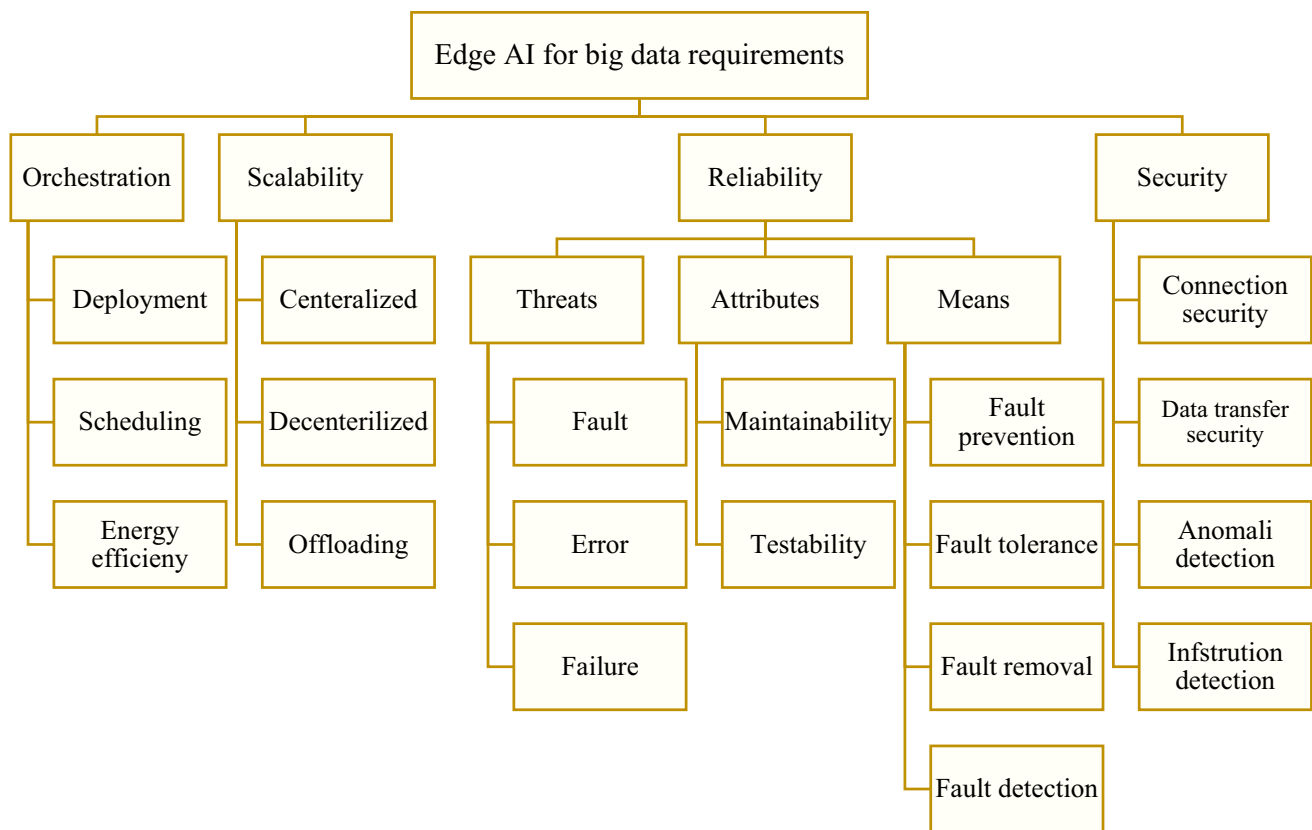 Edge AI for big data requirements
Orchestration
Scalability
Reliability
Security
Deployment
Scheduling
Energy
efficieny
Centeralized
Decenterilized
Offloading
Threats
Attributes
Means
Fault
Error
Failure
Maintainability
Testability
Fault
prevention
Fault tolerance
Fault removal
Fault detection
Connection
security
Data transfer
security
Anomali
detection
Infstrution
detection